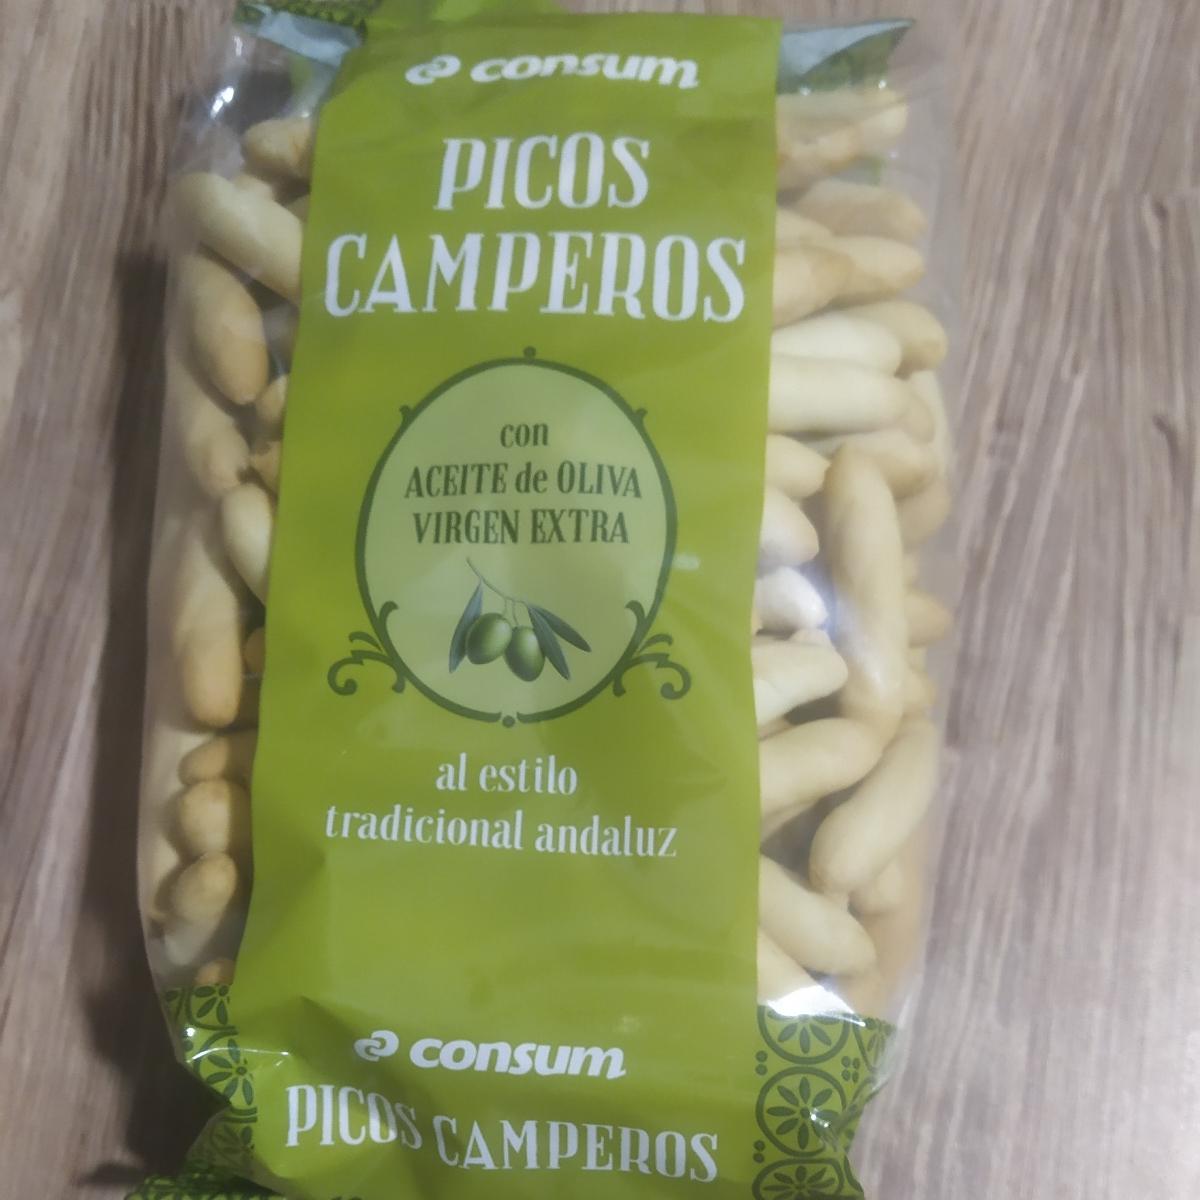 consum
PICOS
CAMPEROS
con
ACEITE de OLIVA
VIRGEN EXTRA
al estilo
tradicional andaluz
consum
PICOS CAMPEROS